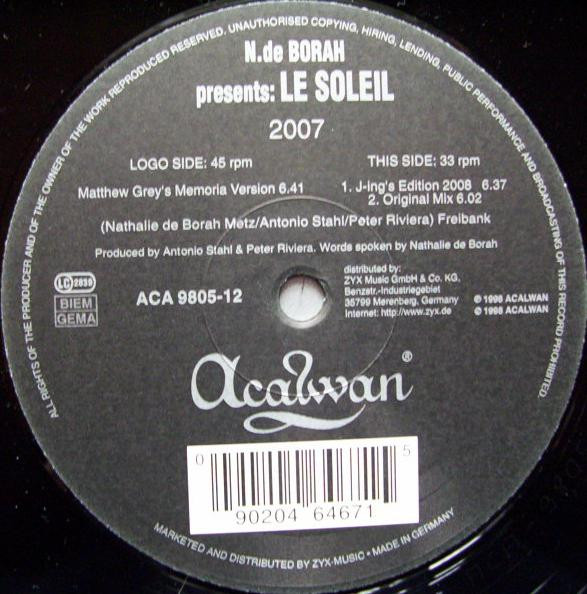 ALL RIGHTS OF THE PRODUCER AND OF THE OWNER OF THE WORK REPRODUCED RESERVED. UNAUTHORISED COPYING, HIRING, LENDING, PUBLIC PERFORMANCE AND BROADCASTING OF THIS RECORD PROHIBITED.
N.de BORAH
presents: LE SOLEIL
2007
LOGO SIDE: 45 rpm
Matthew Grey's Memoria Version 6.41
THIS SIDE: 33 rpm
1. J-ing's Edition 2008 6.37
2. Original Mix 6.02
(Nathalie de Borah Metz/Antonio Stahl/Peter Riviera) Freibank
Produced by Antonio Stahl & Peter Riviera. Words spoken by Nathalie de Borah
LC 2839
BIEM
GEMA
ACA 9805-12
distributed by:
ZYX Music GmbH & Co. KG,
Benzstr.-Industriegebiet
35799 Merenberg, Germany
Internet: http://www.zyx.de
℗ 1998 ACALWAN
© 1998 ACALWAN
Acalwan®
0 90204 64671 5
MARKETED AND DISTRIBUTED BY ZYX-MUSIC • MADE IN GERMANY